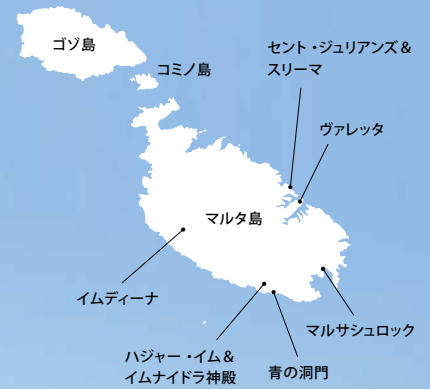 ゴゾ島
コミノ島
セント・ジュリアンズ&
スリーマ
ヴァレッタ
マルタ島
イムディーナ
マルサシュロック
ハジャー・イム&
イムナイドラ神殿
青の洞門